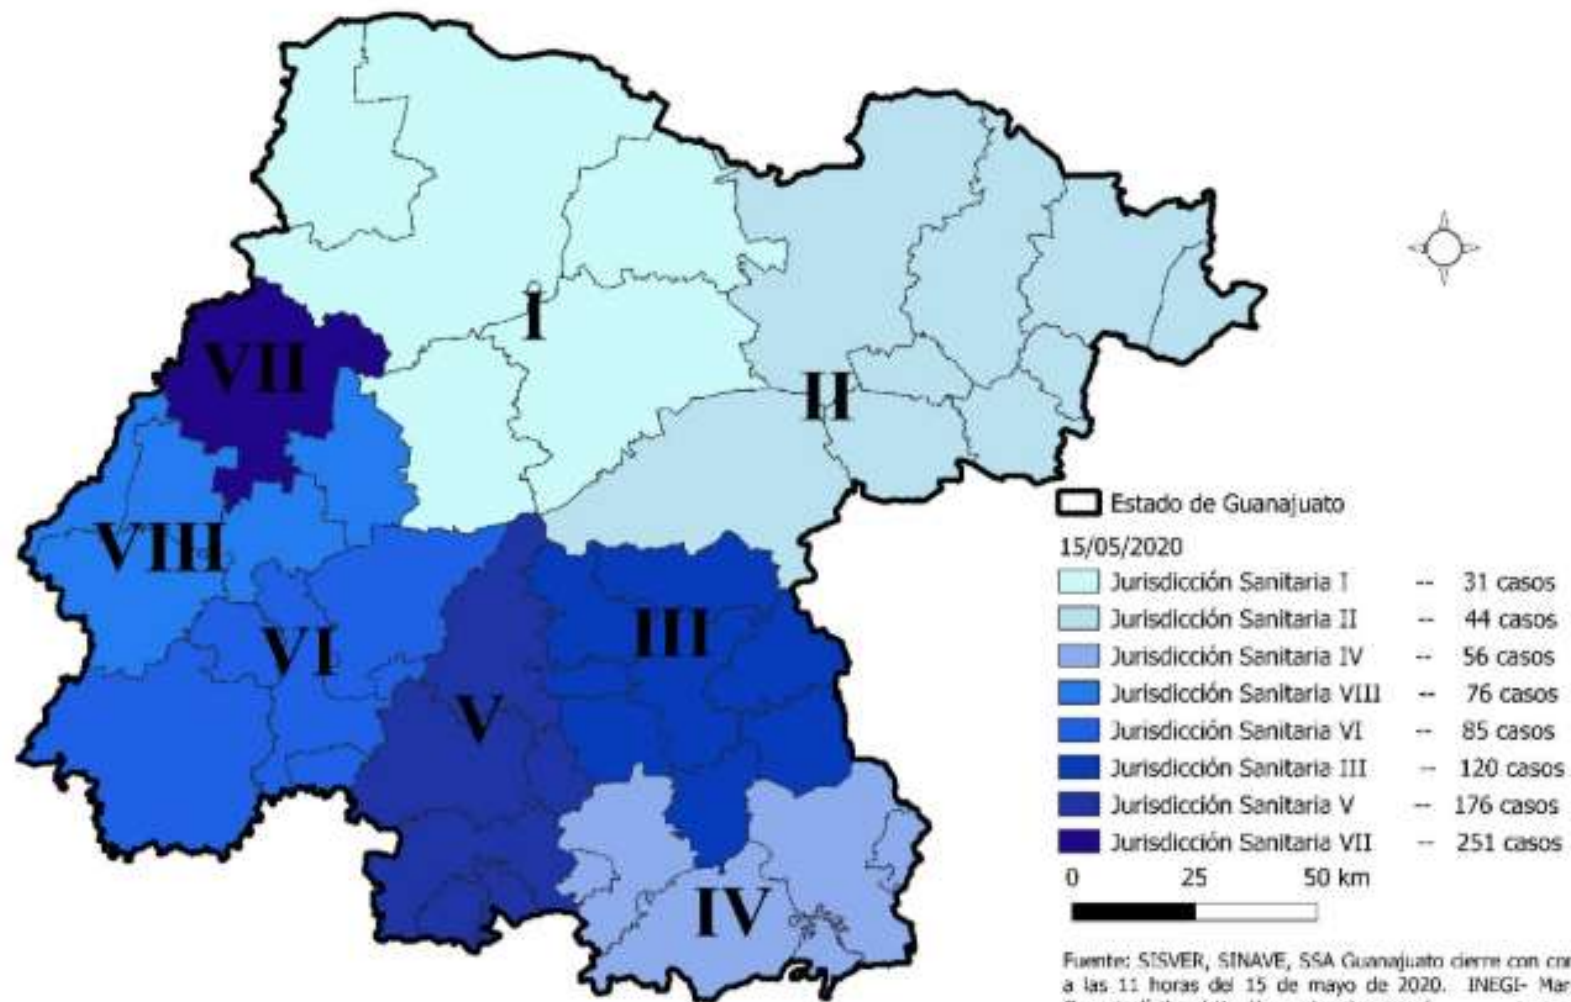 I
II
VII
VIII
VI
III
V
IV
Estado de Guanajuato
15/05/2020
Jurisdicción Sanitaria I -- 31 casos
Jurisdicción Sanitaria II -- 44 casos
Jurisdicción Sanitaria IV -- 56 casos
Jurisdicción Sanitaria VIII -- 76 casos
Jurisdicción Sanitaria VI -- 85 casos
Jurisdicción Sanitaria III -- 120 casos
Jurisdicción Sanitaria V -- 176 casos
Jurisdicción Sanitaria VII -- 251 casos
0 25 50 km
Fuente: SISVER, SINAVE, SSA Guanajuato cierre con
a las 11 horas del 15 de mayo de 2020. INEGI-